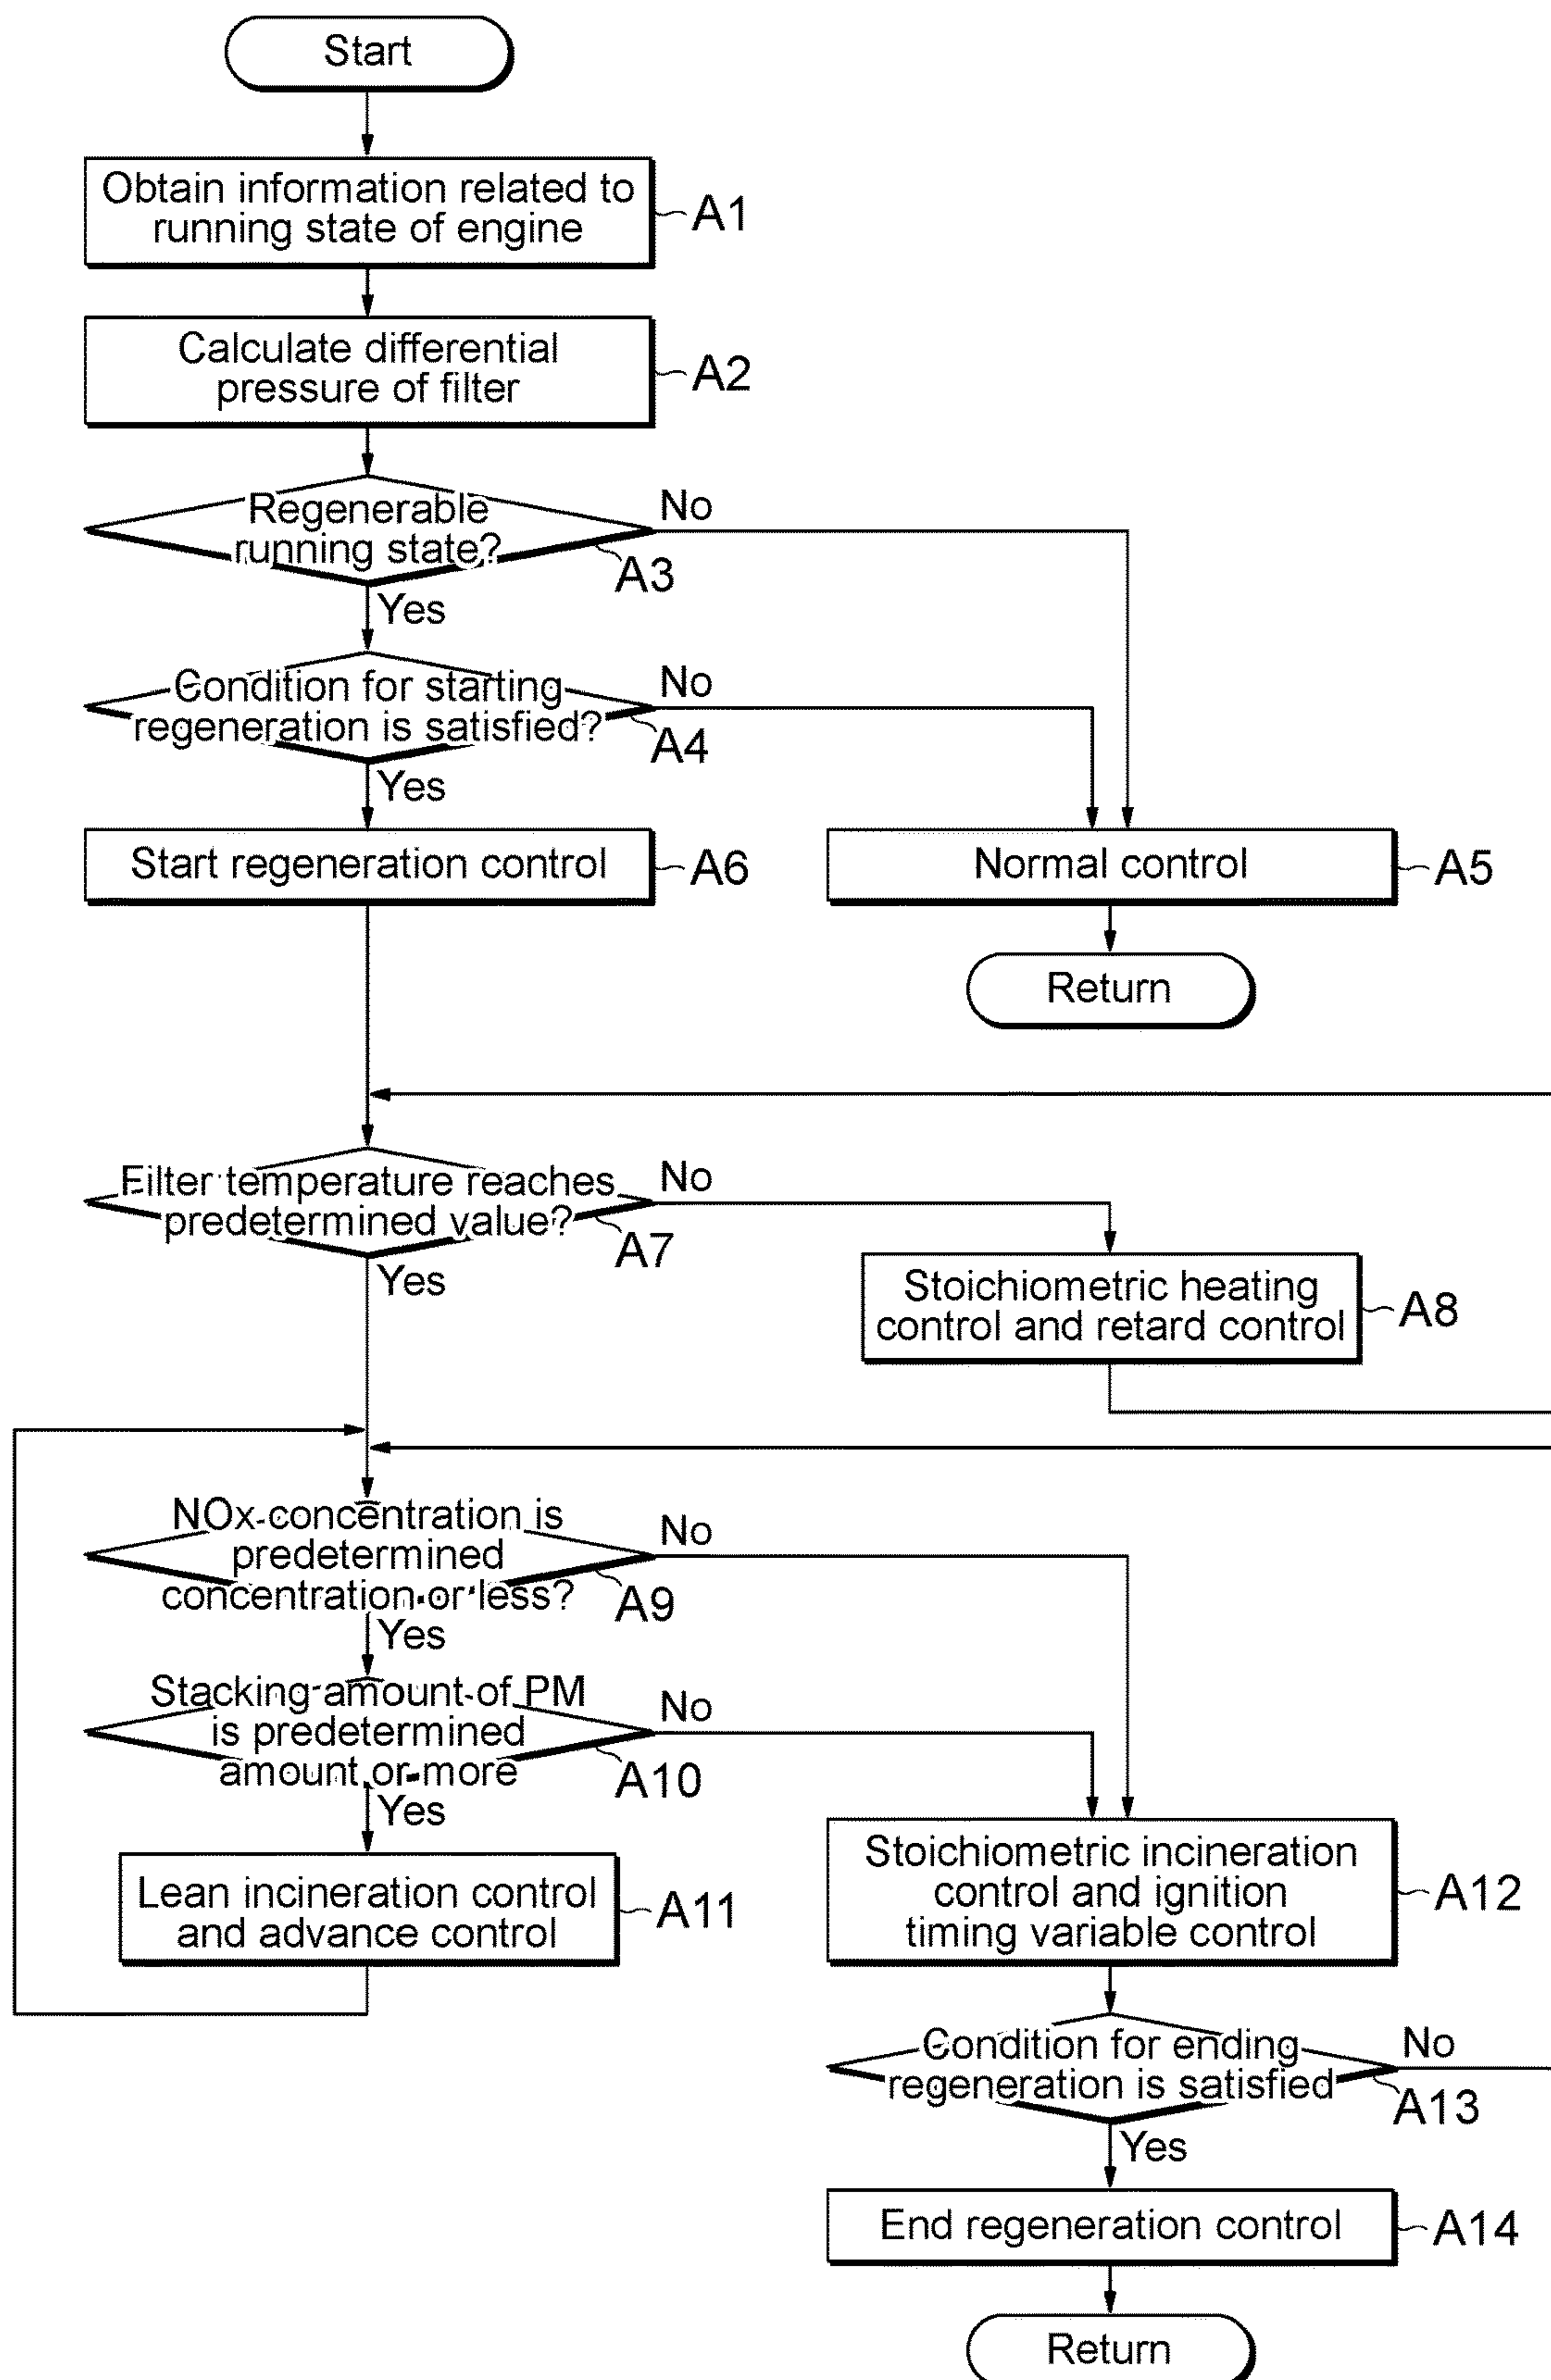 Start
Obtain information related to
running state of engine
A1
Calculate differential
pressure of filter
A2
Regenerable
running state?
No
A3
Yes
Condition for starting
regeneration is satisfied?
No
A4
Yes
Start regeneration control
A6
Normal control
A5
Return
Filter temperature reaches
predetermined value?
No
A7
Yes
Stoichiometric heating
control and retard control
A8
NOx concentration is
predetermined
concentration or less?
No
A9
Yes
Stacking amount of PM
is predetermined
amount or more
No
A10
Yes
Lean incineration control
and advance control
A11
Stoichiometric incineration
control and ignition
timing variable control
A12
Condition for ending
regeneration is satisfied
No
A13
Yes
End regeneration control
A14
Return